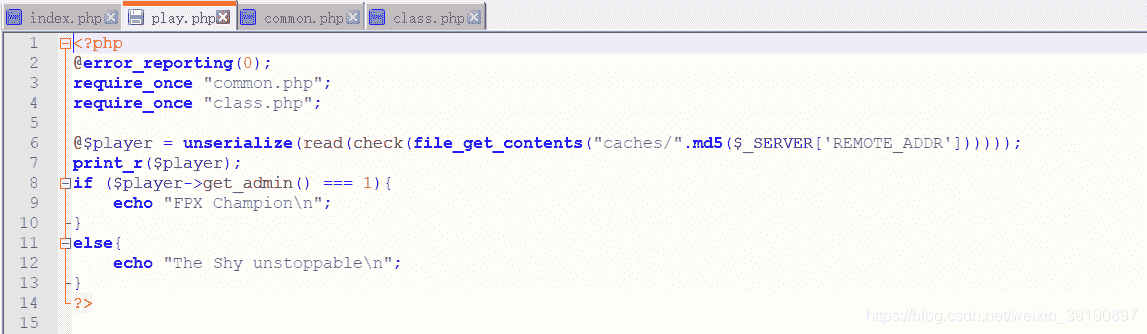 index.php play.php common.php class.php
1 <?php
2 @error_reporting(0);
3 require_once "common.php";
4 require_once "class.php";
5
6 @$player = unserialize(read(check(file_get_contents("caches/".md5($_SERVER['REMOTE_ADDR'])))));
7 print_r($player);
8 if ($player->get_admin() === 1){
9 echo "FPX Champion\n";
10 }
11 else{
12 echo "The Shy unstoppable\n";
13 }
14 ?>
15
https://blog.csdn.net/weixin_39190897